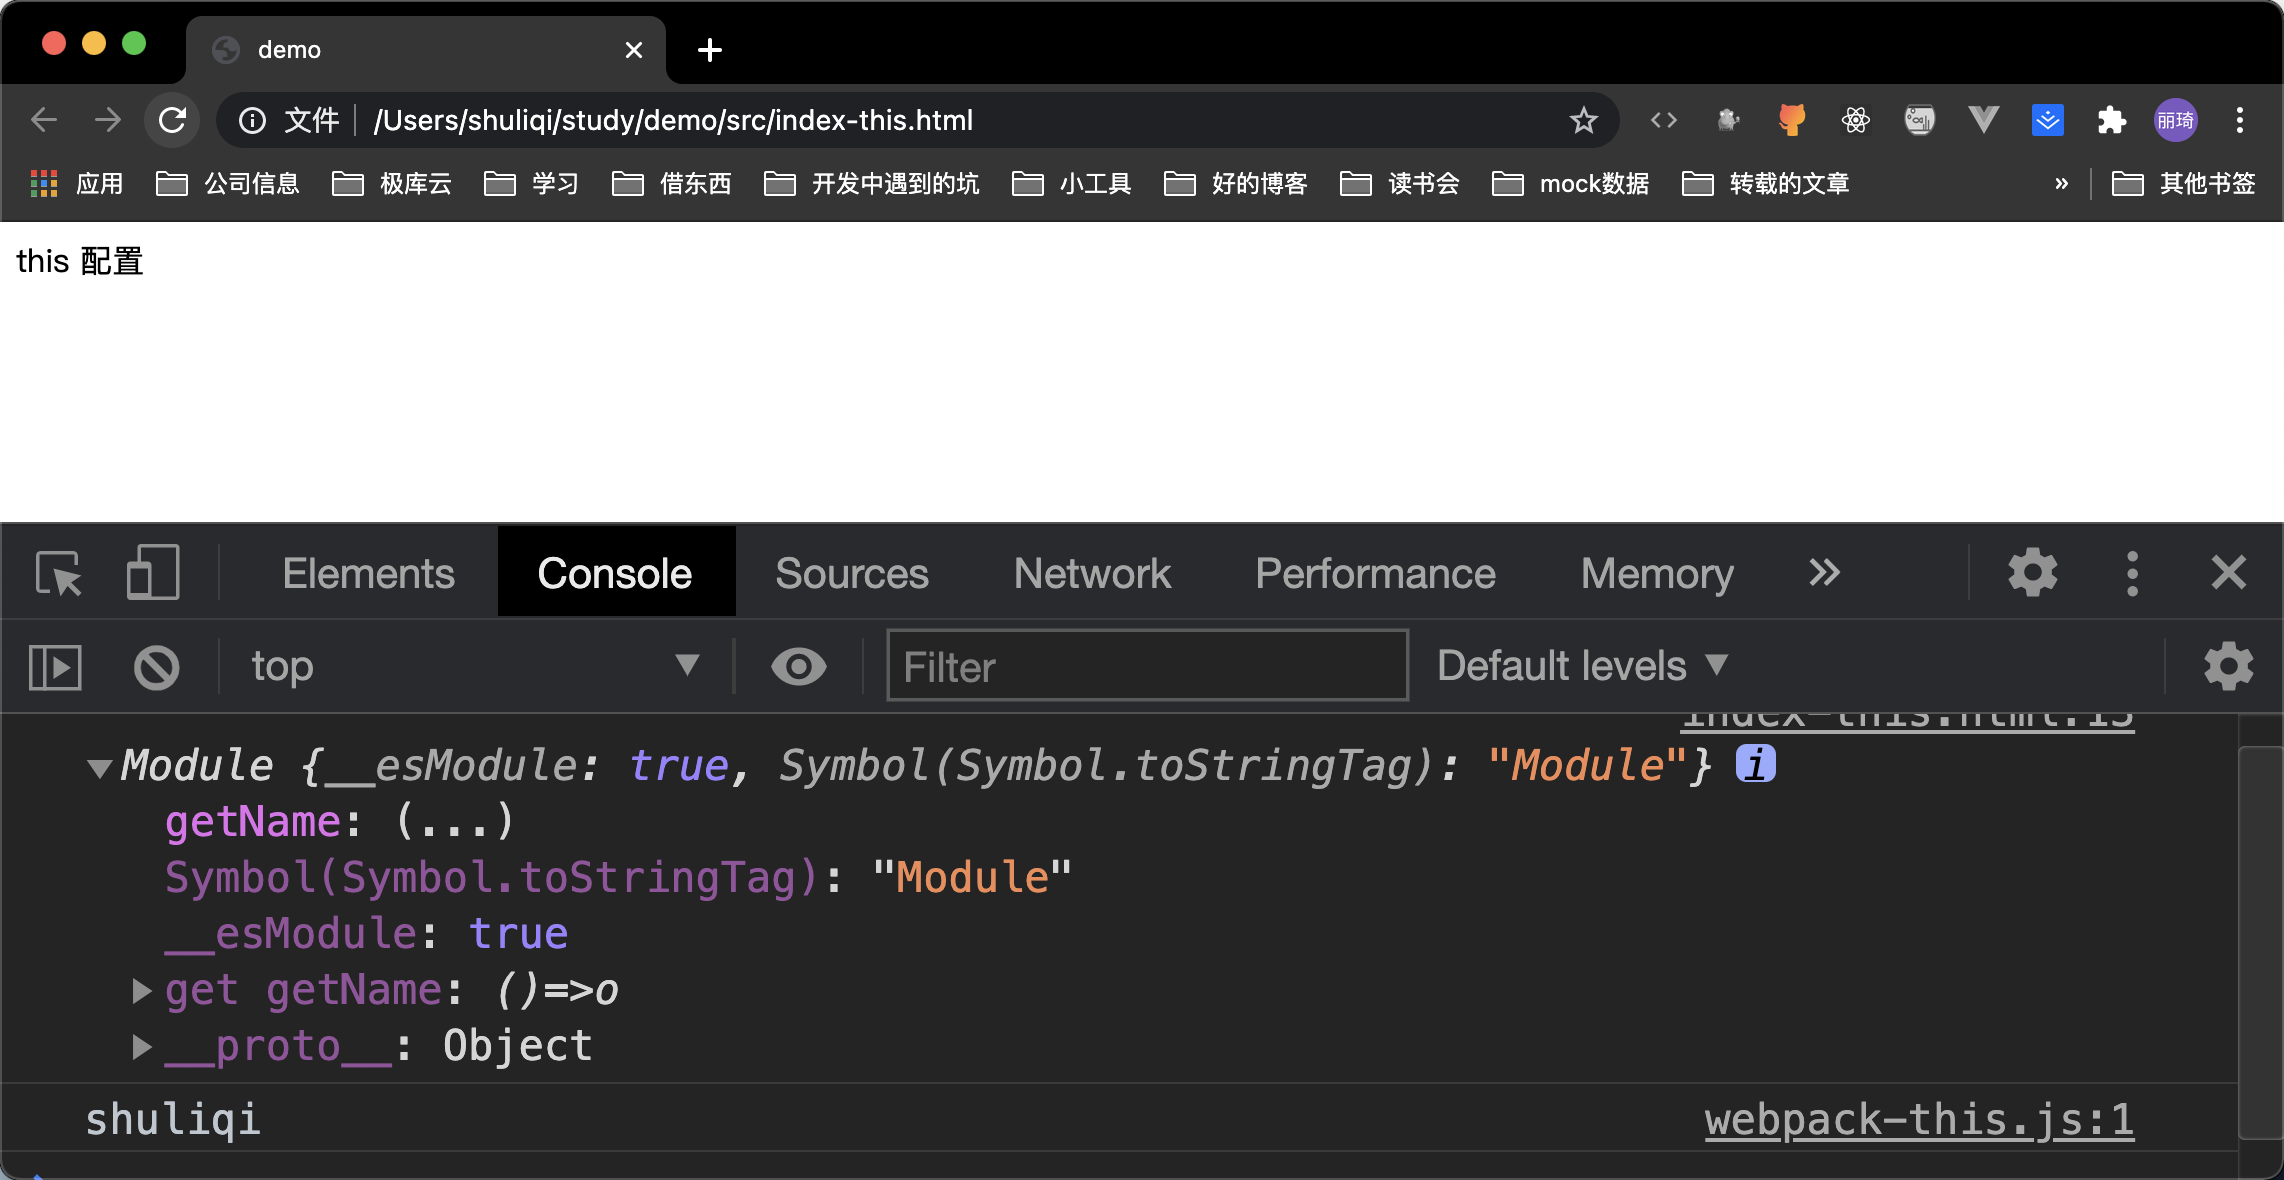 demo
文件 /Users/shuliqi/study/demo/src/index-this.html
丽琦
应用 公司信息 极库云 学习 借东西 开发中遇到的坑 小工具 好的博客 读书会 mock数据 转载的文章 » 其他书签
this 配置
Elements Console Sources Network Performance Memory »
top Filter Default levels
index-this.html:15
Module {__esModule: true, Symbol(Symbol.toStringTag): "Module"} i
getName: (...)
Symbol(Symbol.toStringTag): "Module"
__esModule: true
get getName: ()=>o
__proto__: Object
shuliqi webpack-this.js:1